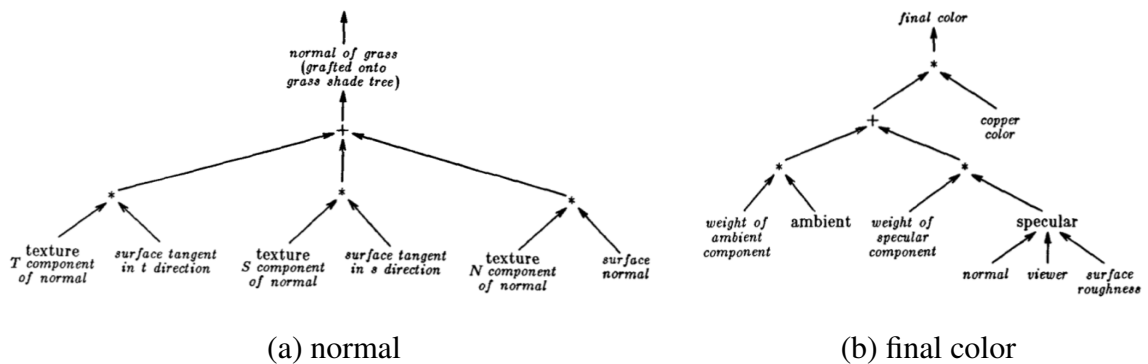 normal of grass
(grafted onto
grass shade tree)
+
* * *
texture
T component
of normal
surface tangent
in t direction
texture
S component
of normal
surface tangent
in s direction
texture
N component
of normal
surface
normal
(a) normal
final color
*
copper
color
+
* *
weight of
ambient
component
ambient
weight of
specular
component
specular
normal
viewer
surface
roughness
(b) final color